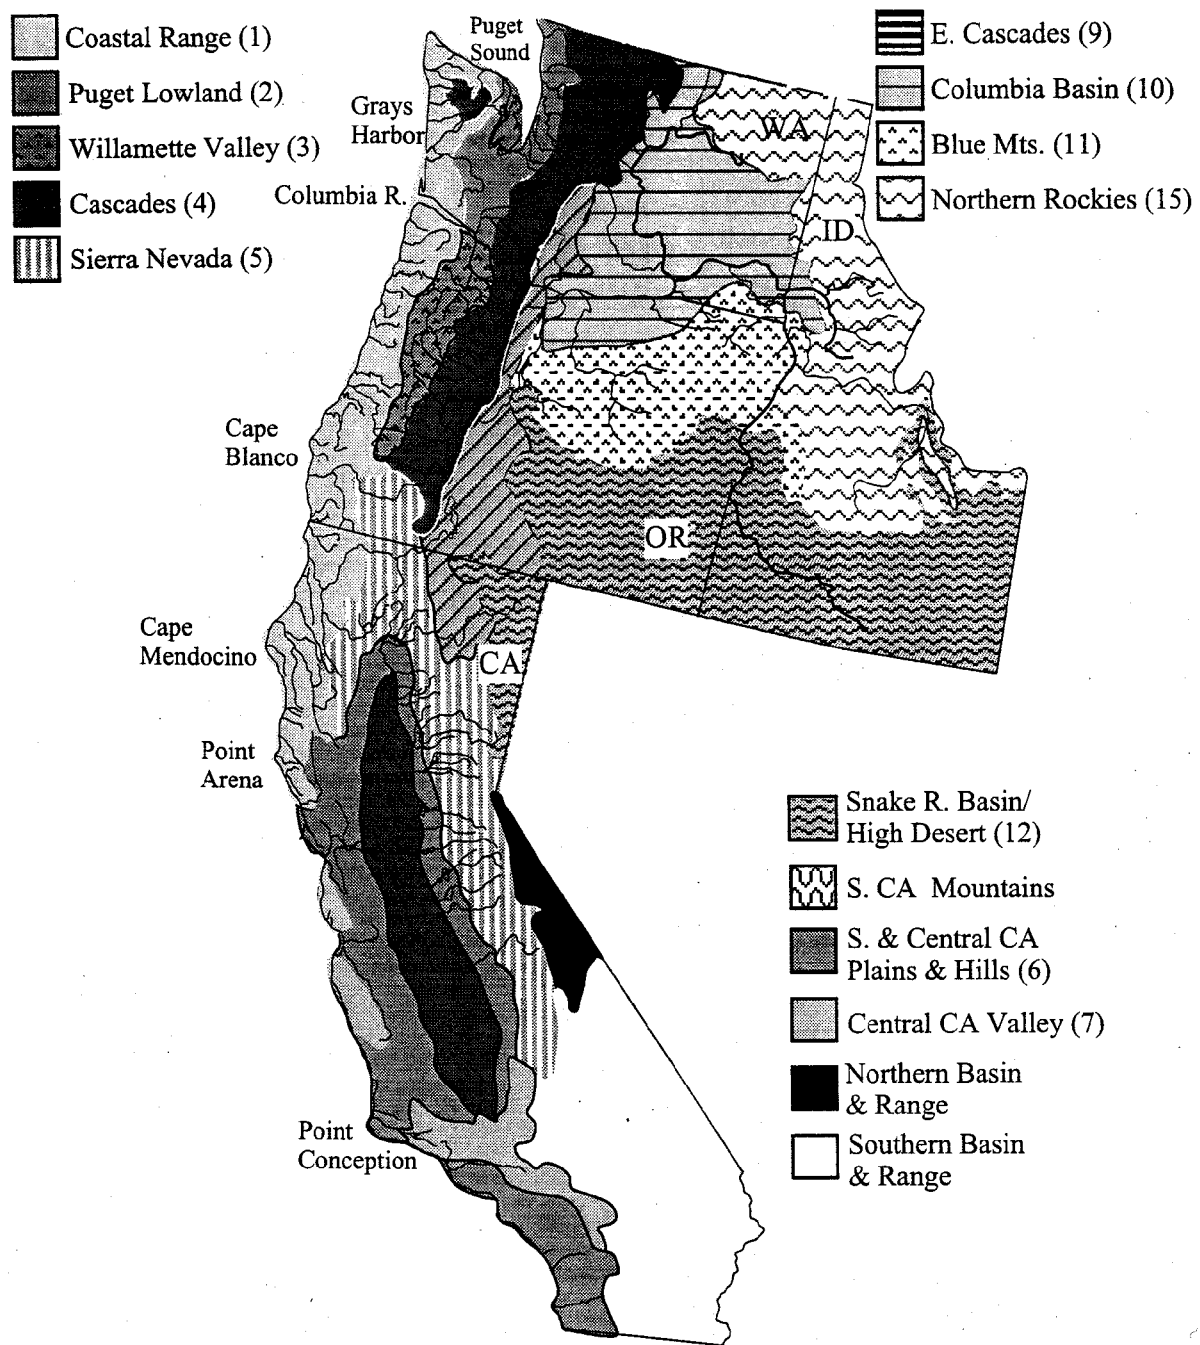 Coastal Range (1)
Puget Lowland (2)
Willamette Valley (3)
Cascades (4)
Sierra Nevada (5)
Puget
Sound
Grays
Harbor
Columbia R.
E. Cascades (9)
Columbia Basin (10)
Blue Mts. (11)
Northern Rockies (15)
WA
ID
Cape
Blanco
OR
Cape
Mendocino
CA
Point
Arena
Snake R. Basin/
High Desert (12)
S. CA Mountains
S. & Central CA
Plains & Hills (6)
Central CA Valley (7)
Northern Basin
& Range
Southern Basin
& Range
Point
Conception